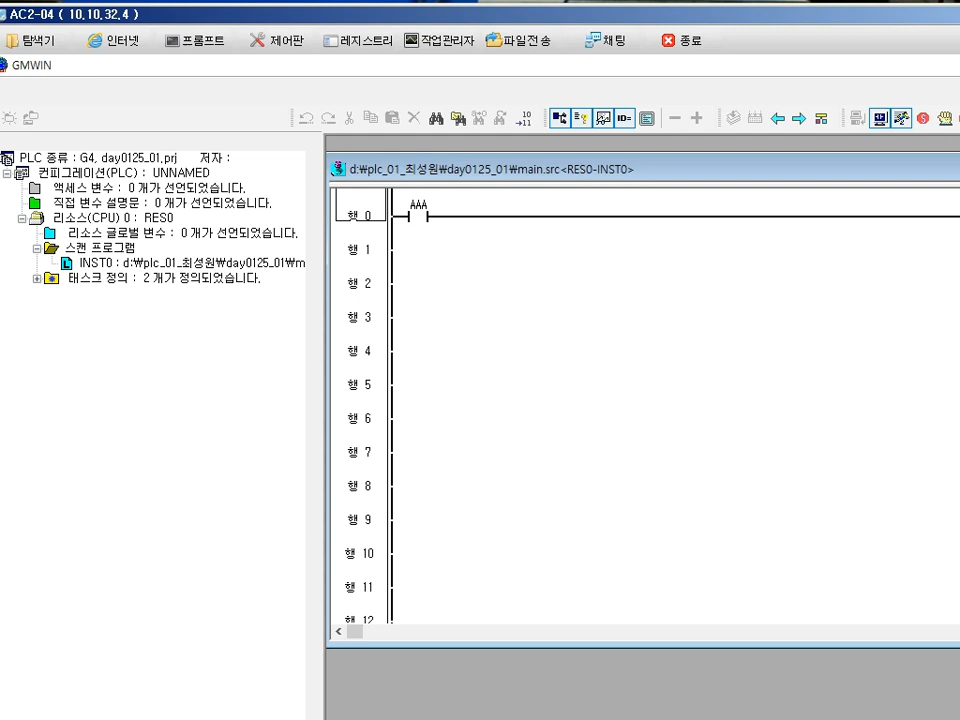 AC2-04 ( 10,10,32,4 )
탐색기 인터넷 프롬프트 제어판 레지스트리 작업관리자 파일전송 채팅 종료
GMWIN
10
→11
ID=
PLC 종류 : G4, day0125_01.prj 저자 :
컨피그레이션(PLC) : UNNAMED
액세스 변수 : 0 개가 선언되었습니다.
직접 변수 설명문 : 0 개가 선언되었습니다.
리소스(CPU) 0 : RES0
리소스 글로벌 변수 : 0 개가 선언되었습니다.
스캔 프로그램
INST0 : d:₩plc_01_최성원₩day0125_01₩m
태스크 정의 : 2 개가 정의되었습니다.
d:₩plc_01_최성원₩day0125_01₩main.src<RES0-INST0>
AAA
행 0
행 1
행 2
행 3
행 4
행 5
행 6
행 7
행 8
행 9
행 10
행 11
행 12